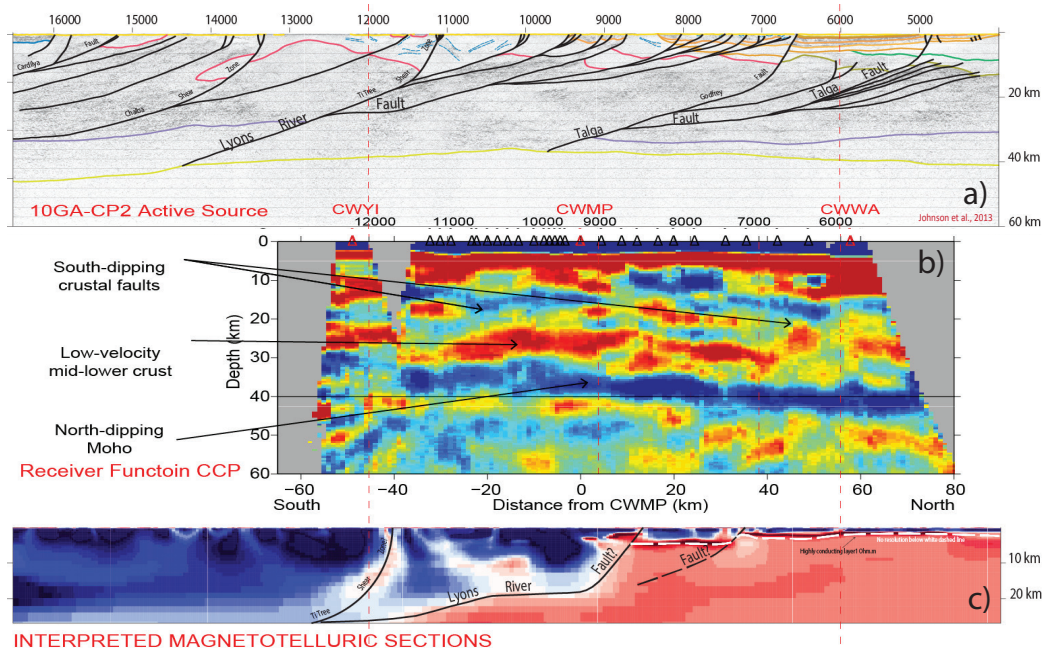 16000 15000 14000 13000 12000 11000 10000 9000 8000 7000 6000 5000
0
Cardilya Fault
Chalba Shear Zone
Ti Tree Shear Zone
Lyons River Fault
Godfrey Fault
Talga Fault
Talga Fault
20 km
40 km
60 km
a)
10GA-CP2 Active Source
CWYI CWMP CWWA
Johnson et al., 2013
12000 11000 10000 9000 8000 7000 6000
b)
South-dipping
crustal faults
Low-velocity
mid-lower crust
North-dipping
Moho
Receiver Functoin CCP
Depth (km)
0
10
20
30
40
50
60
−60 −40 −20 0 20 40 60 80
South Distance from CWMP (km) North
No resolution below white dashed line
Highly conducting layer1 Ohm.m
Ti Tree Shear Zone
Lyons River Fault?
Fault?
10 km
20 km
c)
INTERPRETED MAGNETOTELLURIC SECTIONS